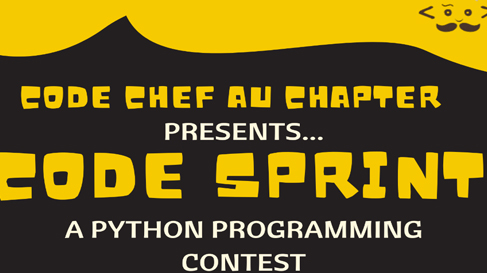 CODE CHEF AU CHAPTER
PRESENTS...
CODE SPRINT
A PYTHON PROGRAMMING
CONTEST